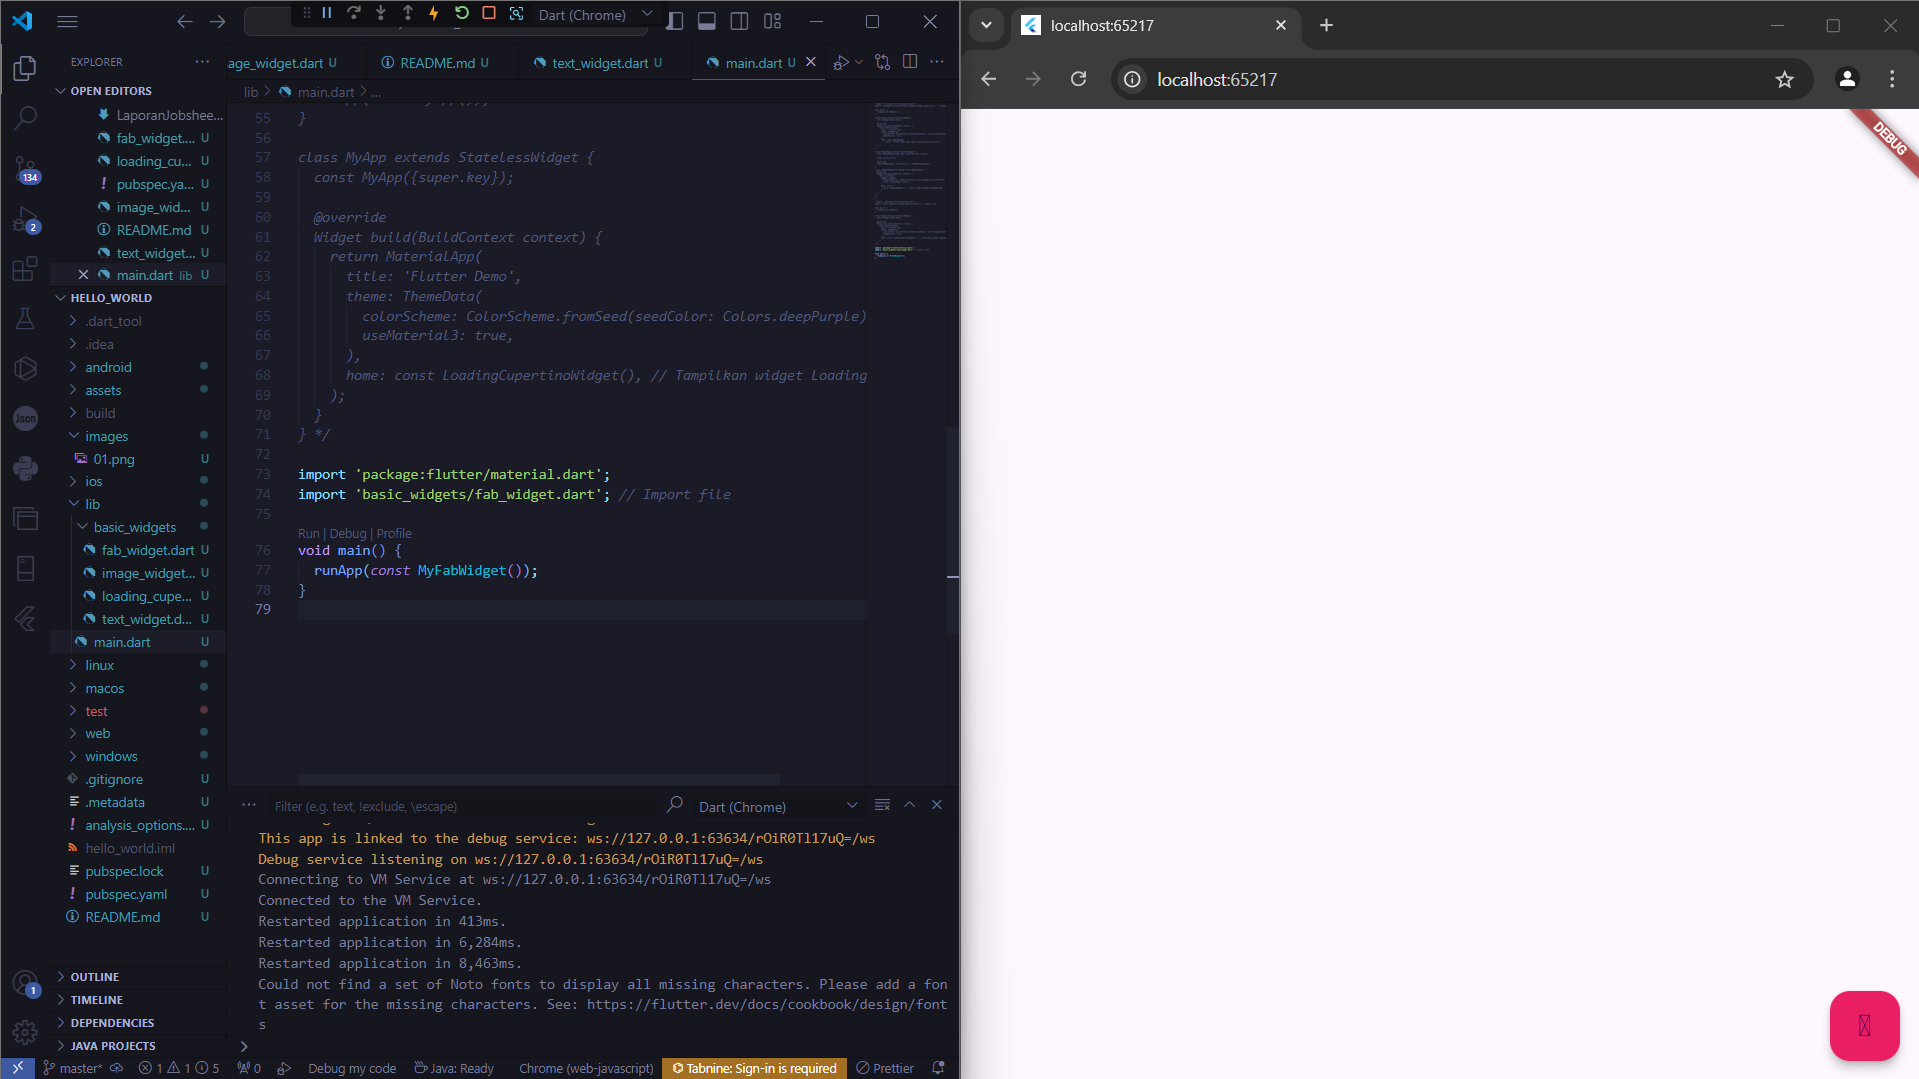 Dart (Chrome)
EXPLORER
OPEN EDITORS
LaporanJobshee...
fab_widget.... U
loading_cu... U
pubspec.ya... U
image_wid... U
README.md U
text_widget... U
main.dart lib U
HELLO_WORLD
.dart_tool
.idea
android
assets
build
images
01.png U
ios
lib
basic_widgets
fab_widget.dart U
image_widget... U
loading_cupe... U
text_widget.d... U
main.dart U
linux
macos
test
web
windows
.gitignore U
.metadata U
analysis_options.... U
hello_world.iml
pubspec.lock U
pubspec.yaml U
README.md U
OUTLINE
TIMELINE
DEPENDENCIES
JAVA PROJECTS
134
2
Json
1
age_widget.dart U
README.md U
text_widget.dart U
main.dart U
lib > main.dart > ...
55 }
56
57 class MyApp extends StatelessWidget {
58 const MyApp({super.key});
59
60 @override
61 Widget build(BuildContext context) {
62 return MaterialApp(
63 title: 'Flutter Demo',
64 theme: ThemeData(
65 colorScheme: ColorScheme.fromSeed(seedColor: Colors.deepPurple)
66 useMaterial3: true,
67 ),
68 home: const LoadingCupertinoWidget(), // Tampilkan widget Loading
69 );
70 }
71 } */
72
73 import 'package:flutter/material.dart';
74 import 'basic_widgets/fab_widget.dart'; // Import file
75
Run | Debug | Profile
76 void main() {
77 runApp(const MyFabWidget());
78 }
79
Filter (e.g. text, !exclude, \escape)
Dart (Chrome)
This app is linked to the debug service: ws://127.0.0.1:63634/rOiR0Tl17uQ=/ws
Debug service listening on ws://127.0.0.1:63634/rOiR0Tl17uQ=/ws
Connecting to VM Service at ws://127.0.0.1:63634/rOiR0Tl17uQ=/ws
Connected to the VM Service.
Restarted application in 413ms.
Restarted application in 6,284ms.
Restarted application in 8,463ms.
Could not find a set of Noto fonts to display all missing characters. Please add a fon
t asset for the missing characters. See: https://flutter.dev/docs/cookbook/design/font
s
master* 1 1 5 0 Debug my code Java: Ready Chrome (web-javascript) Tabnine: Sign-in is required Prettier
localhost:65217
localhost:65217
DEBUG